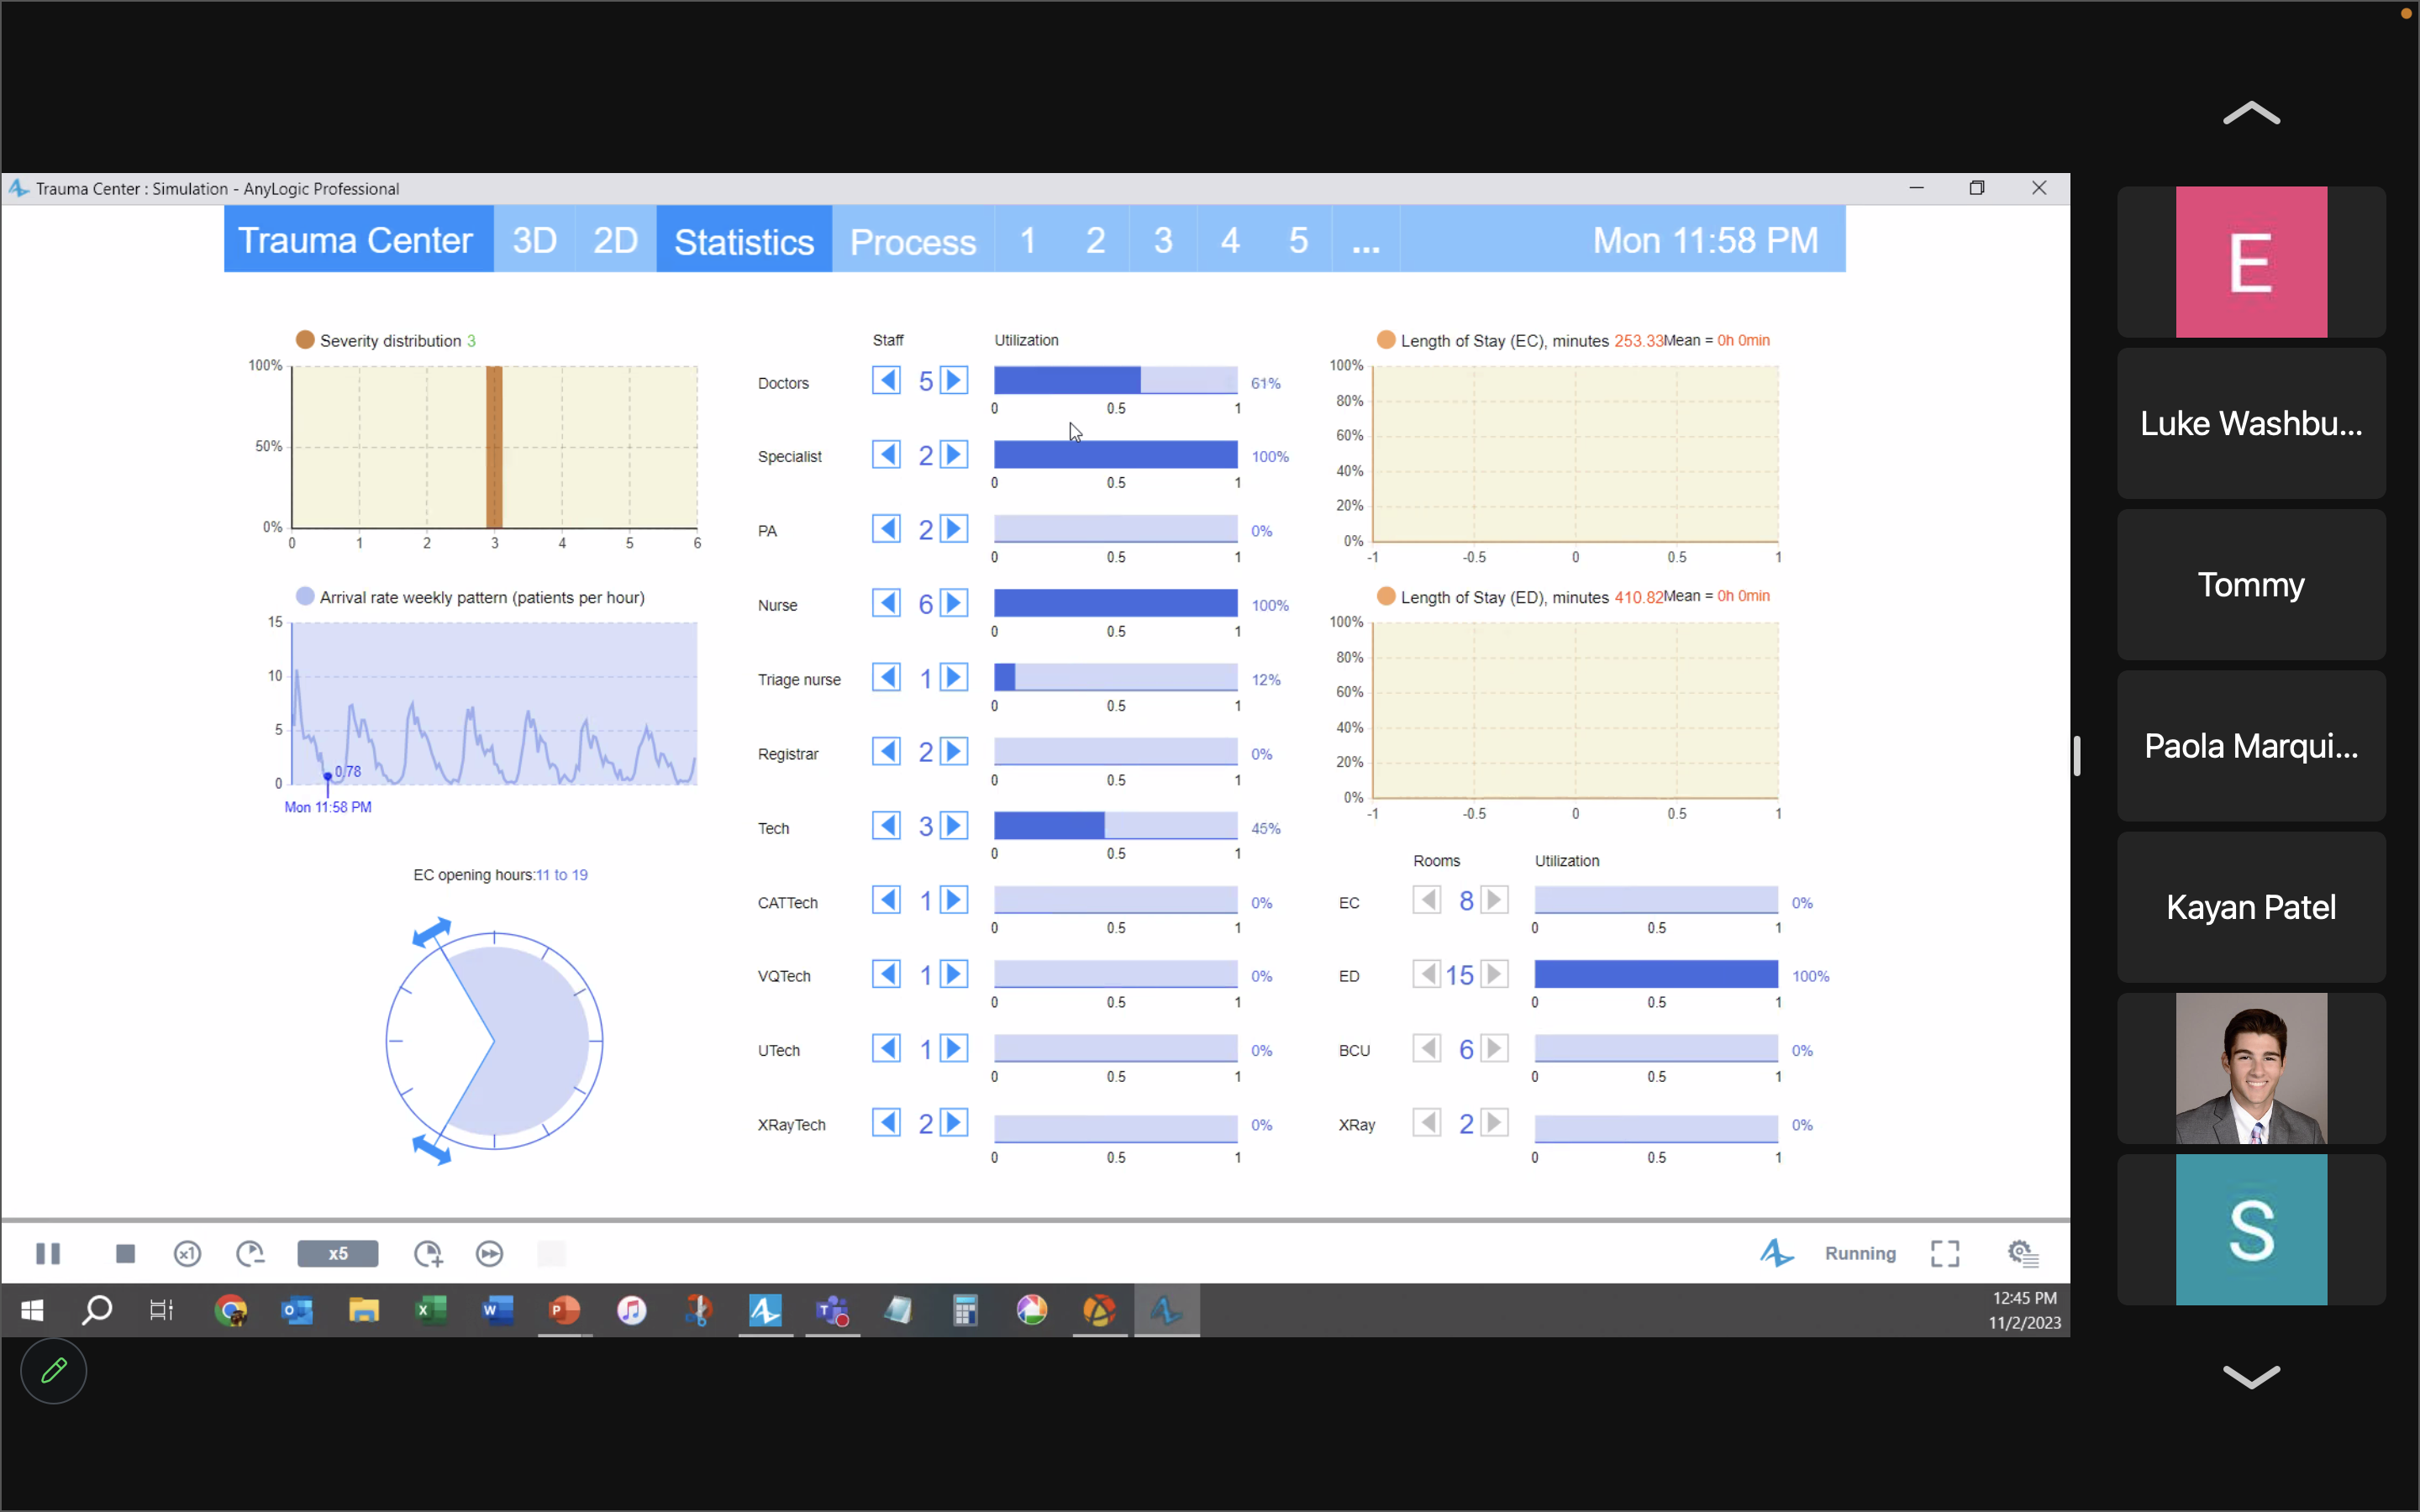 Trauma Center : Simulation - AnyLogic Professional
Trauma Center 3D 2D Statistics Process 1 2 3 4 5 ... Mon 11:58 PM
Severity distribution 3
100%
50%
0%
0 1 2 3 4 5 6
Arrival rate weekly pattern (patients per hour)
15
10
5
0
0.78
Mon 11:58 PM
EC opening hours:11 to 19
Staff Utilization
Doctors 5 61%
0 0.5 1
Specialist 2 100%
0 0.5 1
PA 2 0%
0 0.5 1
Nurse 6 100%
0 0.5 1
Triage nurse 1 12%
0 0.5 1
Registrar 2 0%
0 0.5 1
Tech 3 45%
0 0.5 1
CATTech 1 0%
0 0.5 1
VQTech 1 0%
0 0.5 1
UTech 1 0%
0 0.5 1
XRayTech 2 0%
0 0.5 1
Length of Stay (EC), minutes 253.33Mean = 0h 0min
100%
80%
60%
40%
20%
0%
-1 -0.5 0 0.5 1
Length of Stay (ED), minutes 410.82Mean = 0h 0min
100%
80%
60%
40%
20%
0%
-1 -0.5 0 0.5 1
Rooms Utilization
EC 8 0%
0 0.5 1
ED 15 100%
0 0.5 1
BCU 6 0%
0 0.5 1
XRay 2 0%
0 0.5 1
x1 x5 Running
12:45 PM
11/2/2023
E
Luke Washbu...
Tommy
Paola Marqui...
Kayan Patel
S